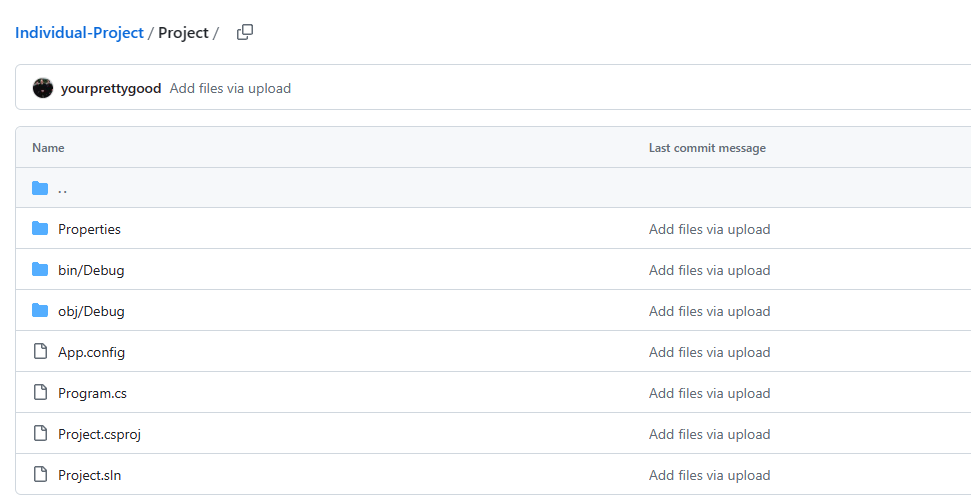 Individual-Project / Project /
yourprettygood Add files via upload
Name Last commit message
..
Properties Add files via upload
bin/Debug Add files via upload
obj/Debug Add files via upload
App.config Add files via upload
Program.cs Add files via upload
Project.csproj Add files via upload
Project.sln Add files via upload